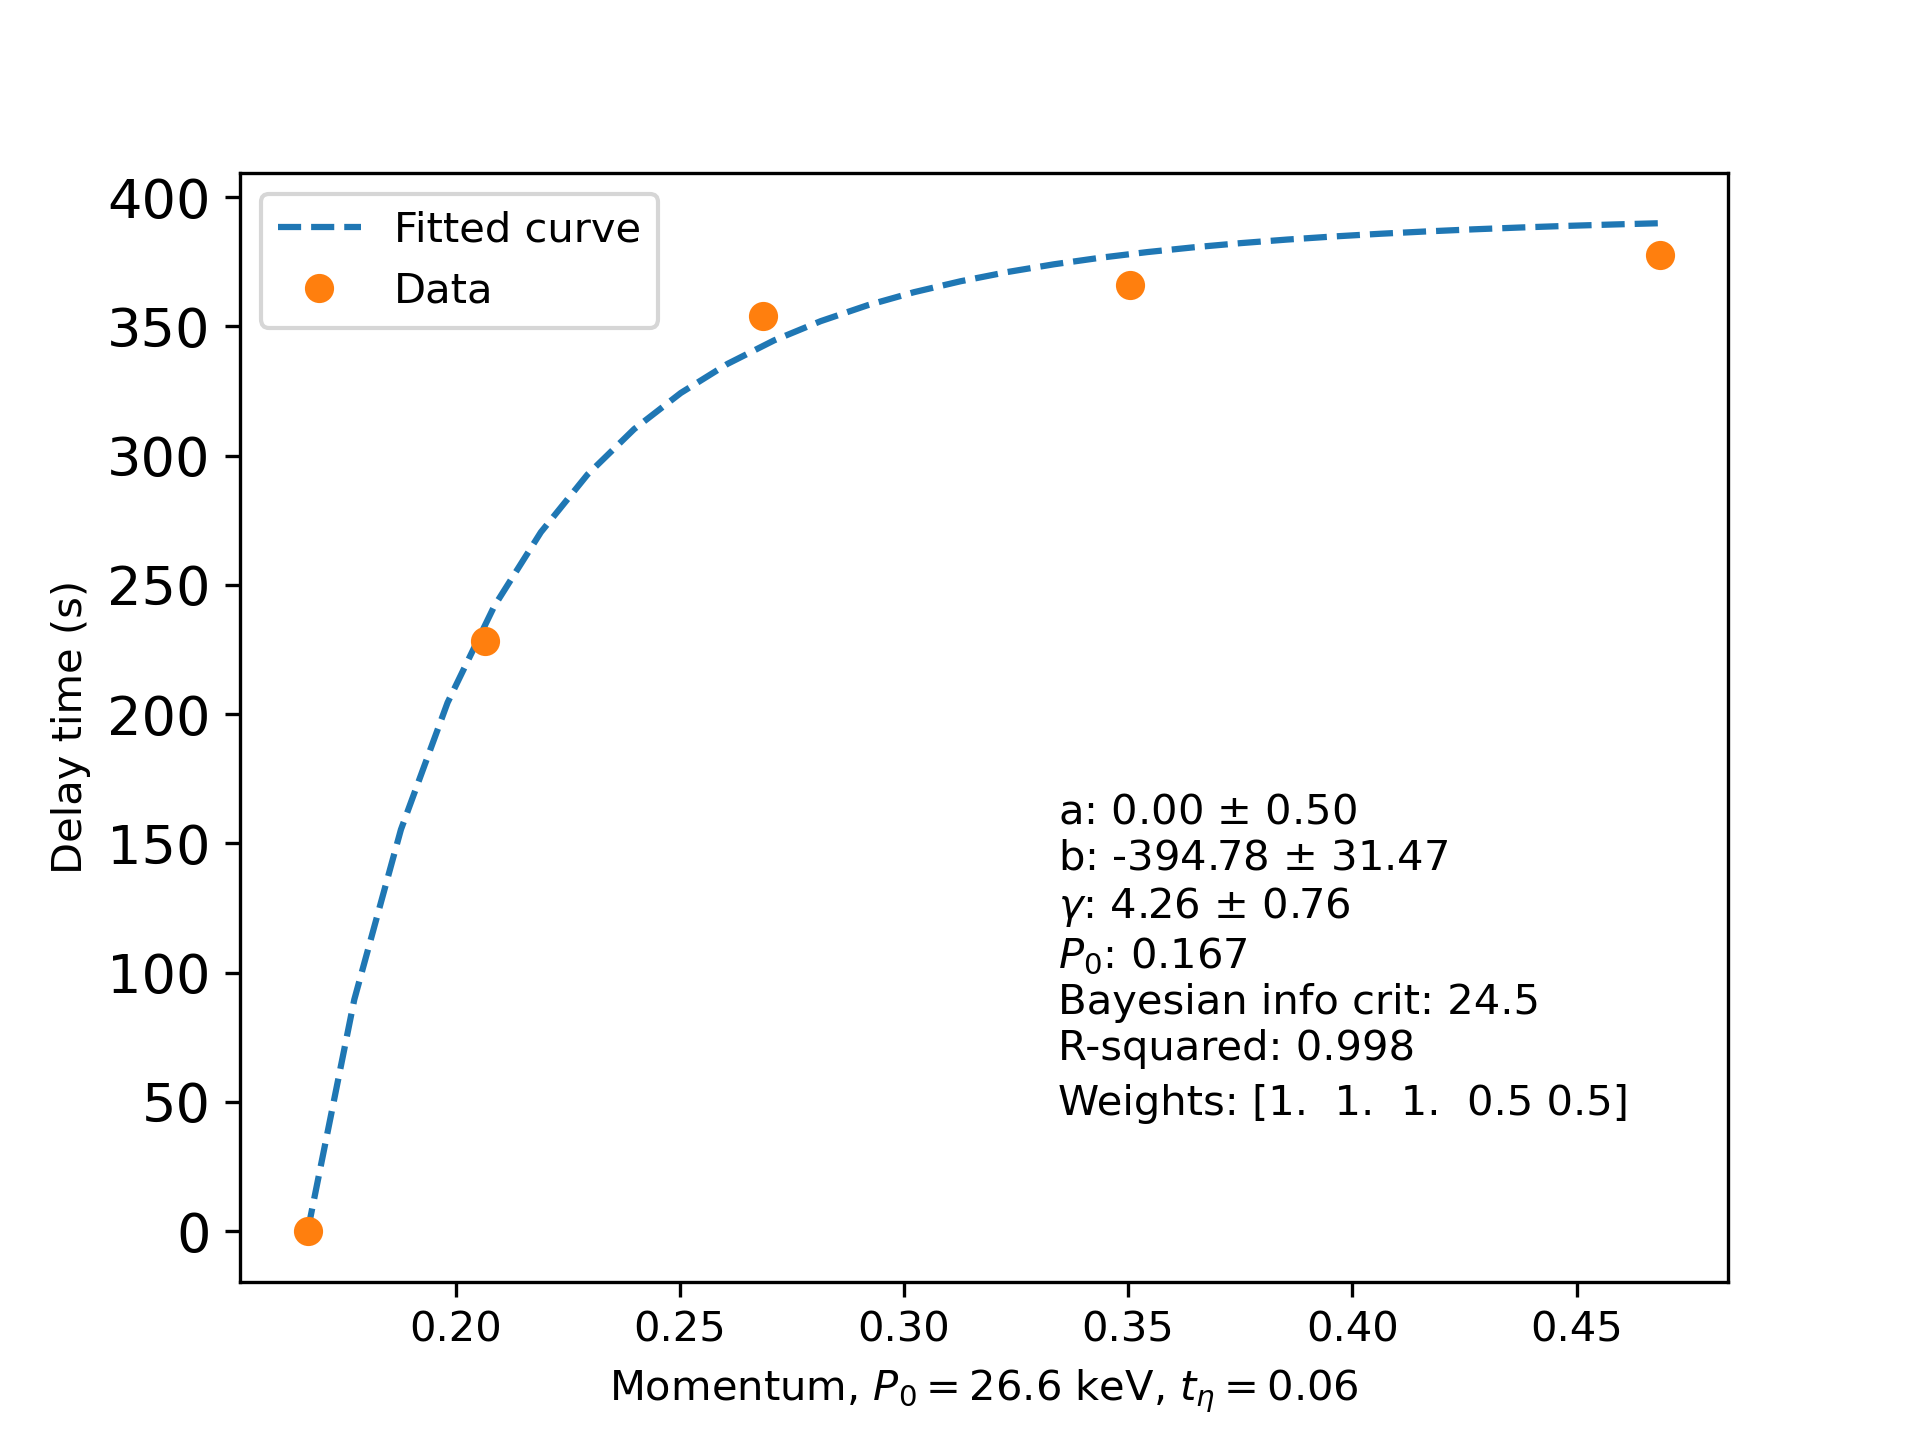 400
350
300
250
200
150
100
50
0
Delay time (s)
Fitted curve
Data
a: 0.00 ± 0.50
b: -394.78 ± 31.47
γ: 4.26 ± 0.76
P₀: 0.167
Bayesian info crit: 24.5
R-squared: 0.998
Weights: [1.  1.  1.  0.5 0.5]
0.20 0.25 0.30 0.35 0.40 0.45
Momentum, P₀ = 26.6 keV, tη = 0.06